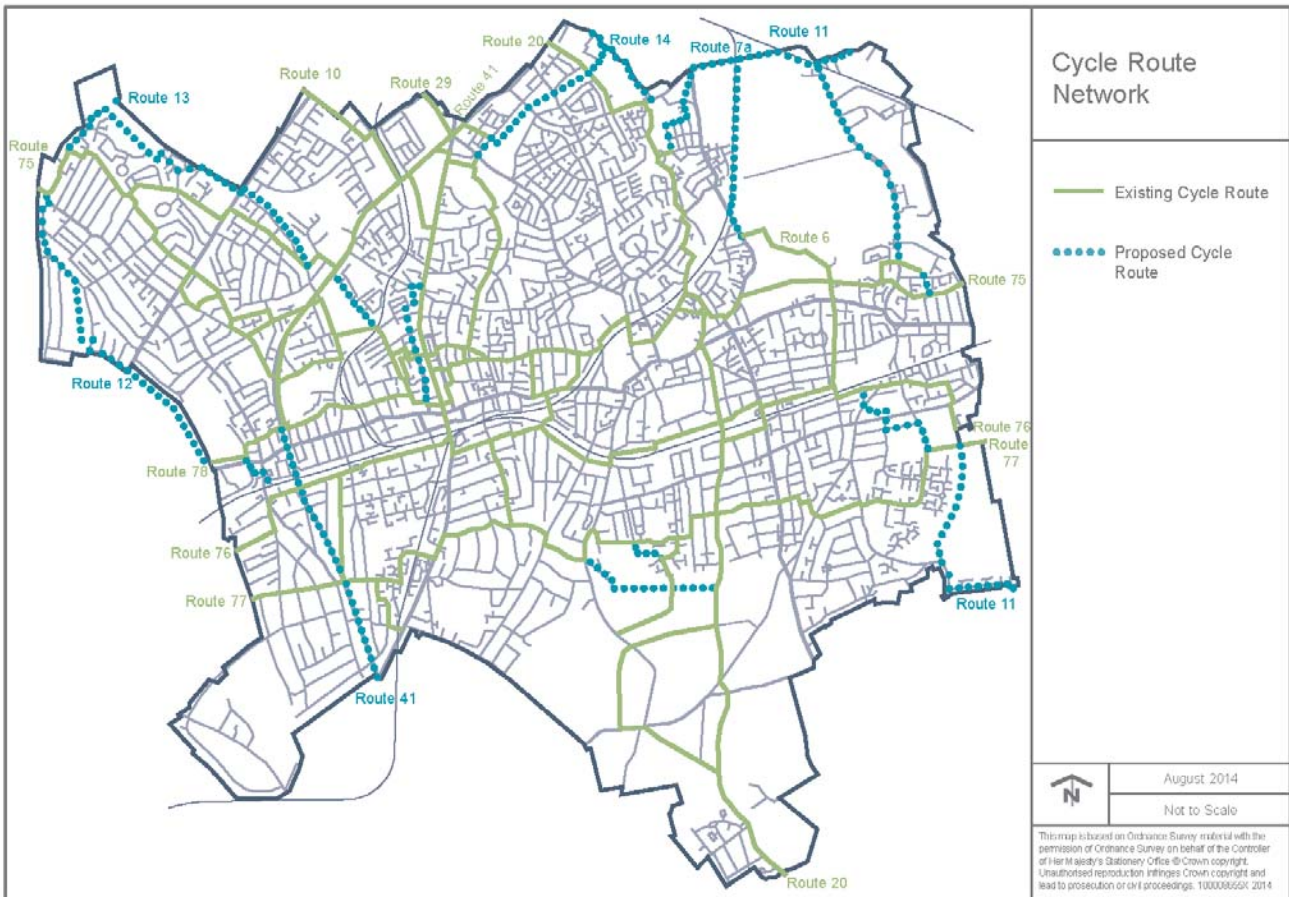 Route 20
Route 14
Route 7a
Route 11
Route 10
Route 29
Route 41
Route 13
Route
75
Route 6
Route 75
Route 12
Route 78
Route 76
Route
77
Route 76
Route 77
Route 11
Route 41
Route 20
Cycle Route
Network
Existing Cycle Route
Proposed Cycle
Route
N
August 2014
Not to Scale
This map is based on Ordnance Survey material with the
permission of Ordnance Survey on behalf of the Controller
of Her Majesty's Stationery Office © Crown copyright.
Unauthorised reproduction infringes Crown copyright and
lead to prosecution or civil proceedings. 2014